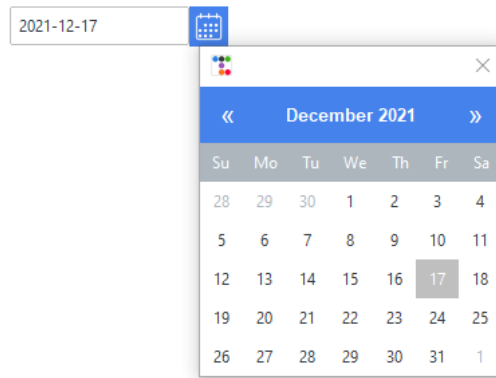 2021-12-17
« December 2021 »
Su Mo Tu We Th Fr Sa
28 29 30 1 2 3 4
5 6 7 8 9 10 11
12 13 14 15 16 17 18
19 20 21 22 23 24 25
26 27 28 29 30 31 1